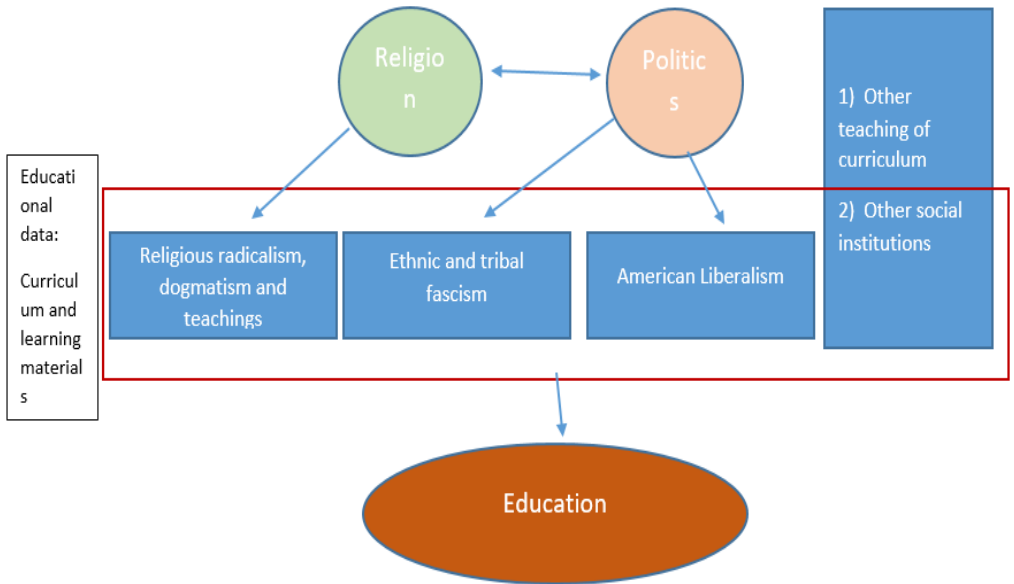 Religio
n
Politic
s
1) Other
teaching of
curriculum
2) Other social
institutions
Educati
onal
data:
Curricul
um and
learning
material
s
Religious radicalism,
dogmatism and
teachings
Ethnic and tribal
fascism
American Liberalism
Education